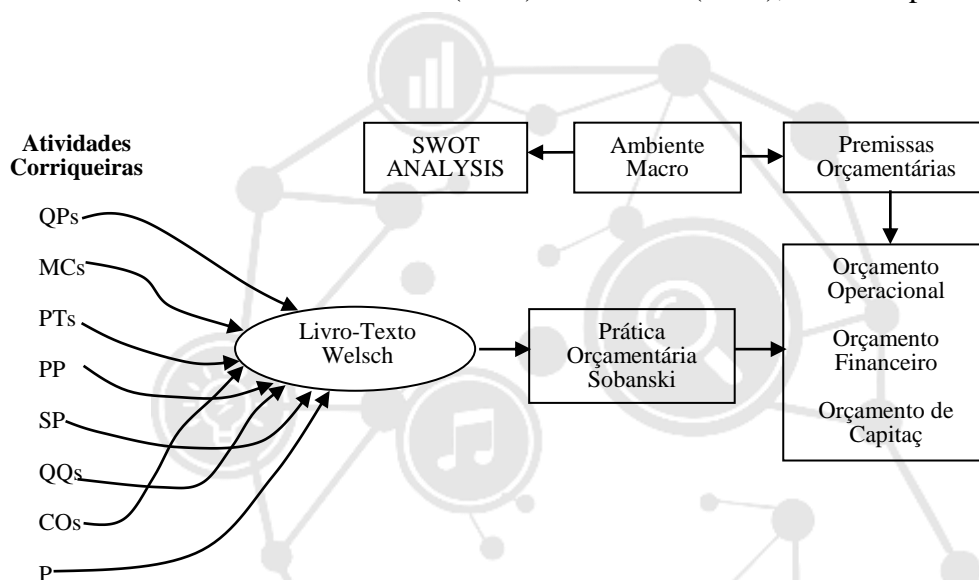 Atividades
Corriqueiras
QPs
MCs
PTs
PP
SP
QQs
COs
P
Livro-Texto
Welsch
SWOT
ANALYSIS
Ambiente
Macro
Premissas
Orçamentárias
Prática
Orçamentária
Sobanski
Orçamento
Operacional
Orçamento
Financeiro
Orçamento de
Capitaç